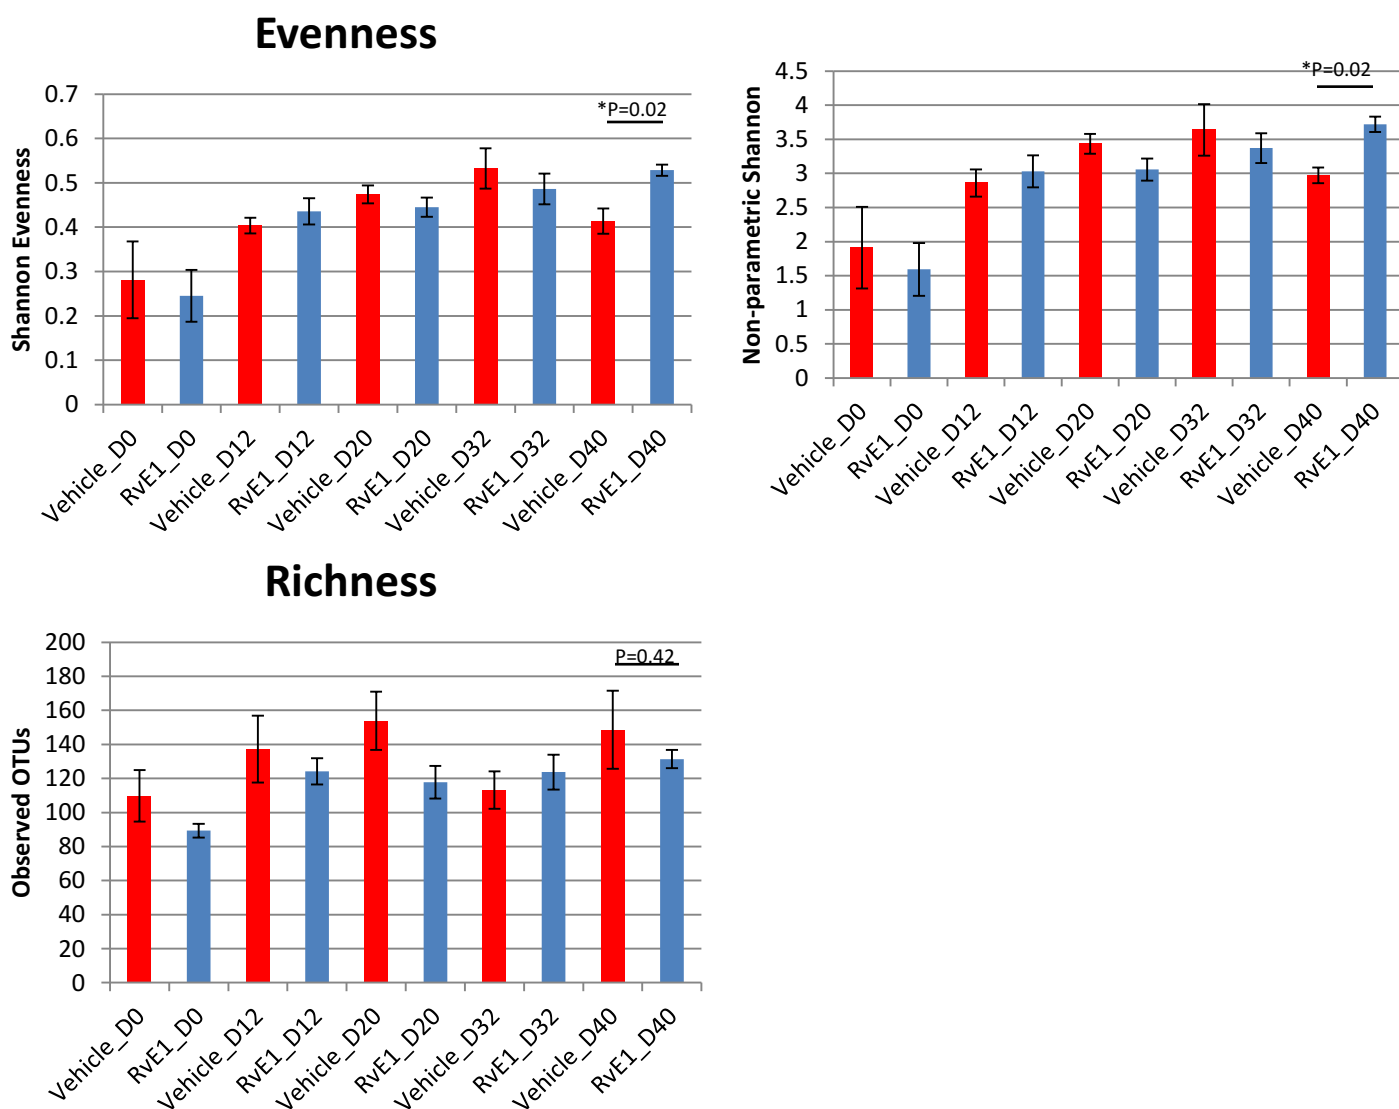 Evenness
Shannon Evenness
0.7
0.6
0.5
0.4
0.3
0.2
0.1
0
*P=0.02
Vehicle_D0
RvE1_D0
Vehicle_D12
RvE1_D12
Vehicle_D20
RvE1_D20
Vehicle_D32
RvE1_D32
Vehicle_D40
RvE1_D40
Non-parametric Shannon
4.5
4
3.5
3
2.5
2
1.5
1
0.5
0
*P=0.02
Vehicle_D0
RvE1_D0
Vehicle_D12
RvE1_D12
Vehicle_D20
RvE1_D20
Vehicle_D32
RvE1_D32
Vehicle_D40
RvE1_D40
Richness
Observed OTUs
200
180
160
140
120
100
80
60
40
20
0
P=0.42
Vehicle_D0
RvE1_D0
Vehicle_D12
RvE1_D12
Vehicle_D20
RvE1_D20
Vehicle_D32
RvE1_D32
Vehicle_D40
RvE1_D40